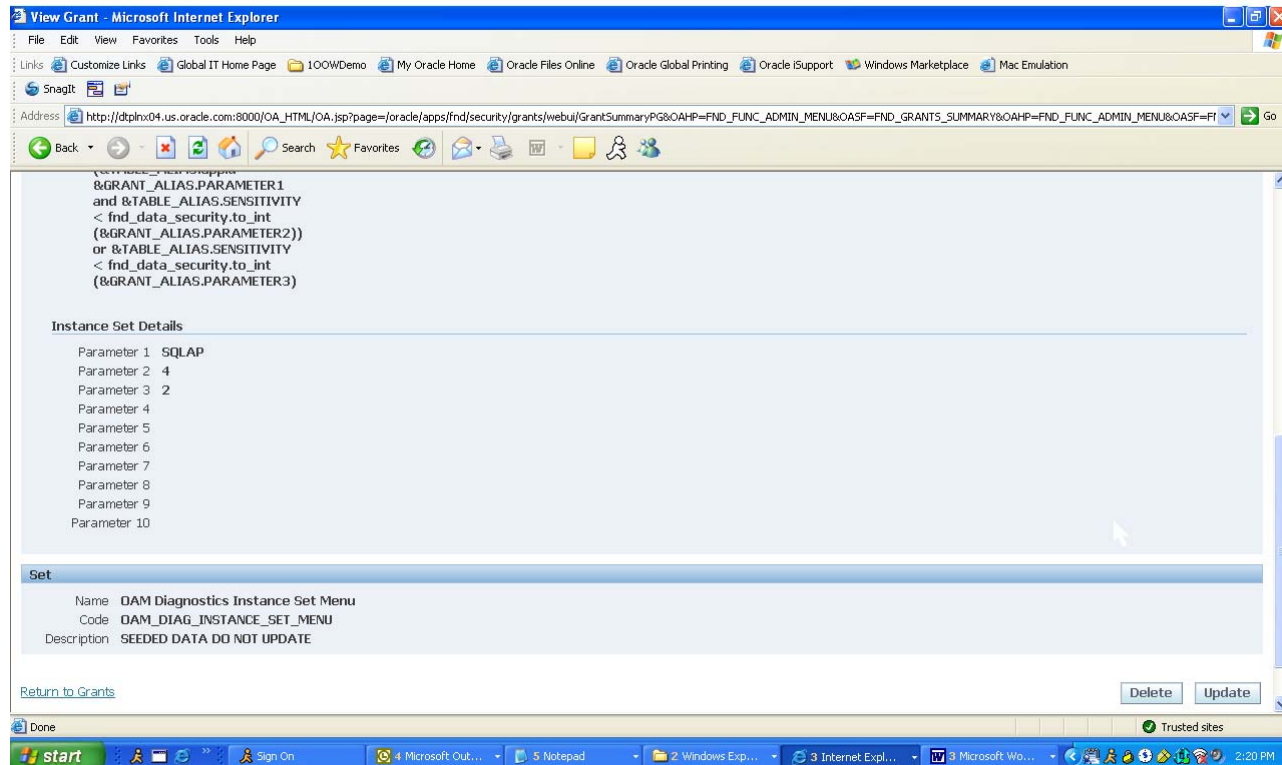 View Grant - Microsoft Internet Explorer
File Edit View Favorites Tools Help
Links Customize Links Global IT Home Page 1OOWDemo My Oracle Home Oracle Files Online Oracle Global Printing Oracle iSupport Windows Marketplace Mac Emulation
SnagIt
Address http://dtplnx04.us.oracle.com:8000/OA_HTML/OA.jsp?page=/oracle/apps/fnd/security/grants/webui/GrantSummaryPG&OAHP=FND_FUNC_ADMIN_MENU&OASF=FND_GRANTS_SUMMARY&OAHP=FND_FUNC_ADMIN_MENU&OASF=FI Go
Back Search Favorites
&GRANT_ALIAS.PARAMETER1
and &TABLE_ALIAS.SENSITIVITY
< fnd_data_security.to_int
(&GRANT_ALIAS.PARAMETER2))
or &TABLE_ALIAS.SENSITIVITY
< fnd_data_security.to_int
(&GRANT_ALIAS.PARAMETER3)
Instance Set Details
Parameter 1 SQLAP
Parameter 2 4
Parameter 3 2
Parameter 4
Parameter 5
Parameter 6
Parameter 7
Parameter 8
Parameter 9
Parameter 10
Set
Name OAM Diagnostics Instance Set Menu
Code OAM_DIAG_INSTANCE_SET_MENU
Description SEEDED DATA DO NOT UPDATE
Return to Grants Delete Update
Done Trusted sites
start Sign On 4 Microsoft Out... 5 Notepad 2 Windows Exp... 3 Internet Expl... 3 Microsoft Wo... 2:20 PM